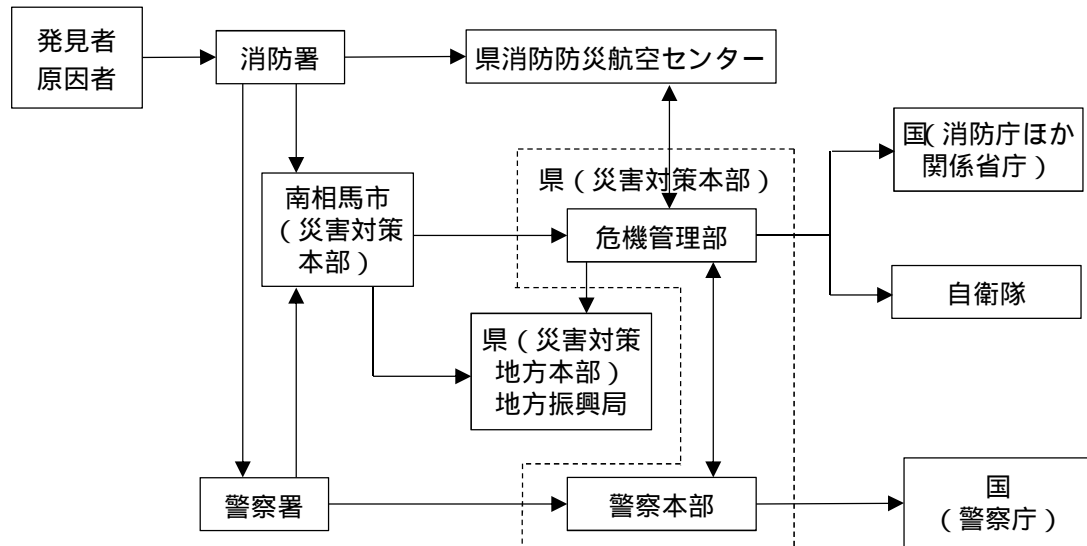 発見者
原因者
消防署
県消防防災航空センター
国(消防庁ほか
関係省庁)
県(災害対策本部)
南相馬市
(災害対策
本部)
危機管理部
自衛隊
県(災害対策
地方本部)
地方振興局
警察署
警察本部
国
(警察庁)